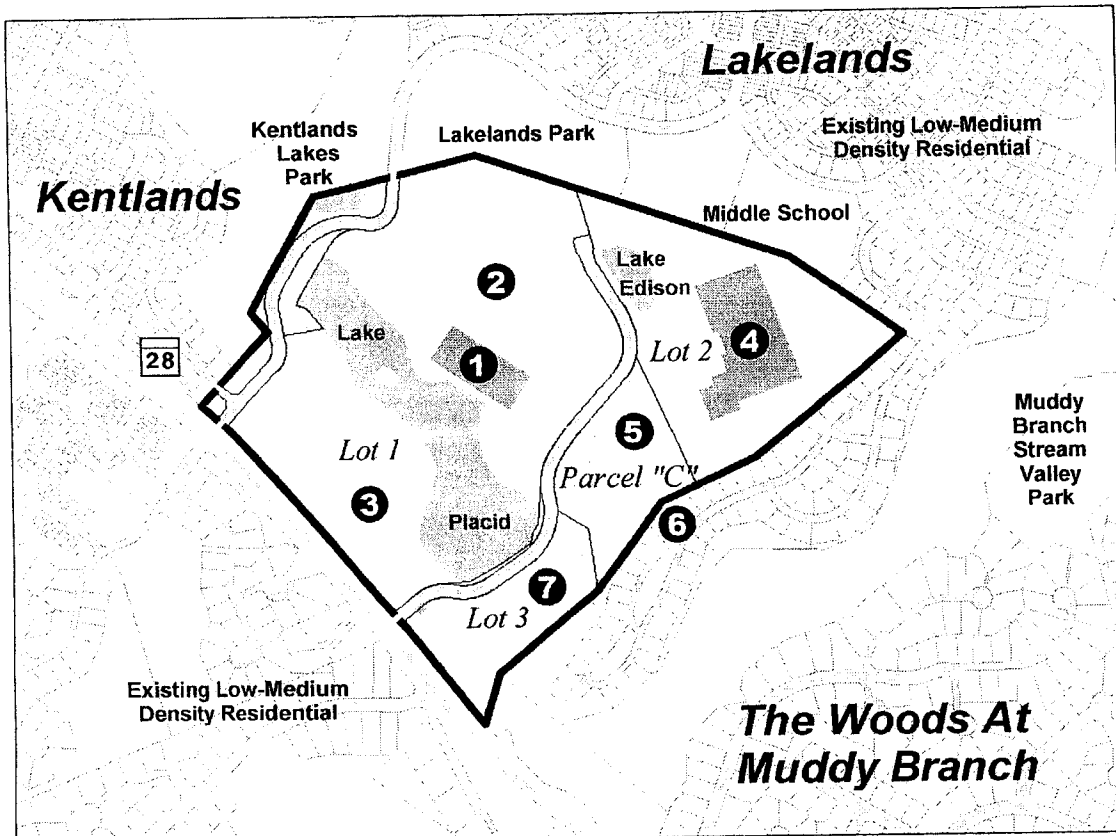 Lakelands
Kentlands
Lakes
Park
Lakelands Park
Existing Low-Medium
Density Residential
Kentlands
Middle School
2
Lake
Edison
Lake
28
1
Lot 2
4
Muddy
Branch
Stream
Valley
Park
5
Lot 1
Parcel "C"
3
Placid
6
7
Lot 3
Existing Low-Medium
Density Residential
The Woods At
Muddy Branch